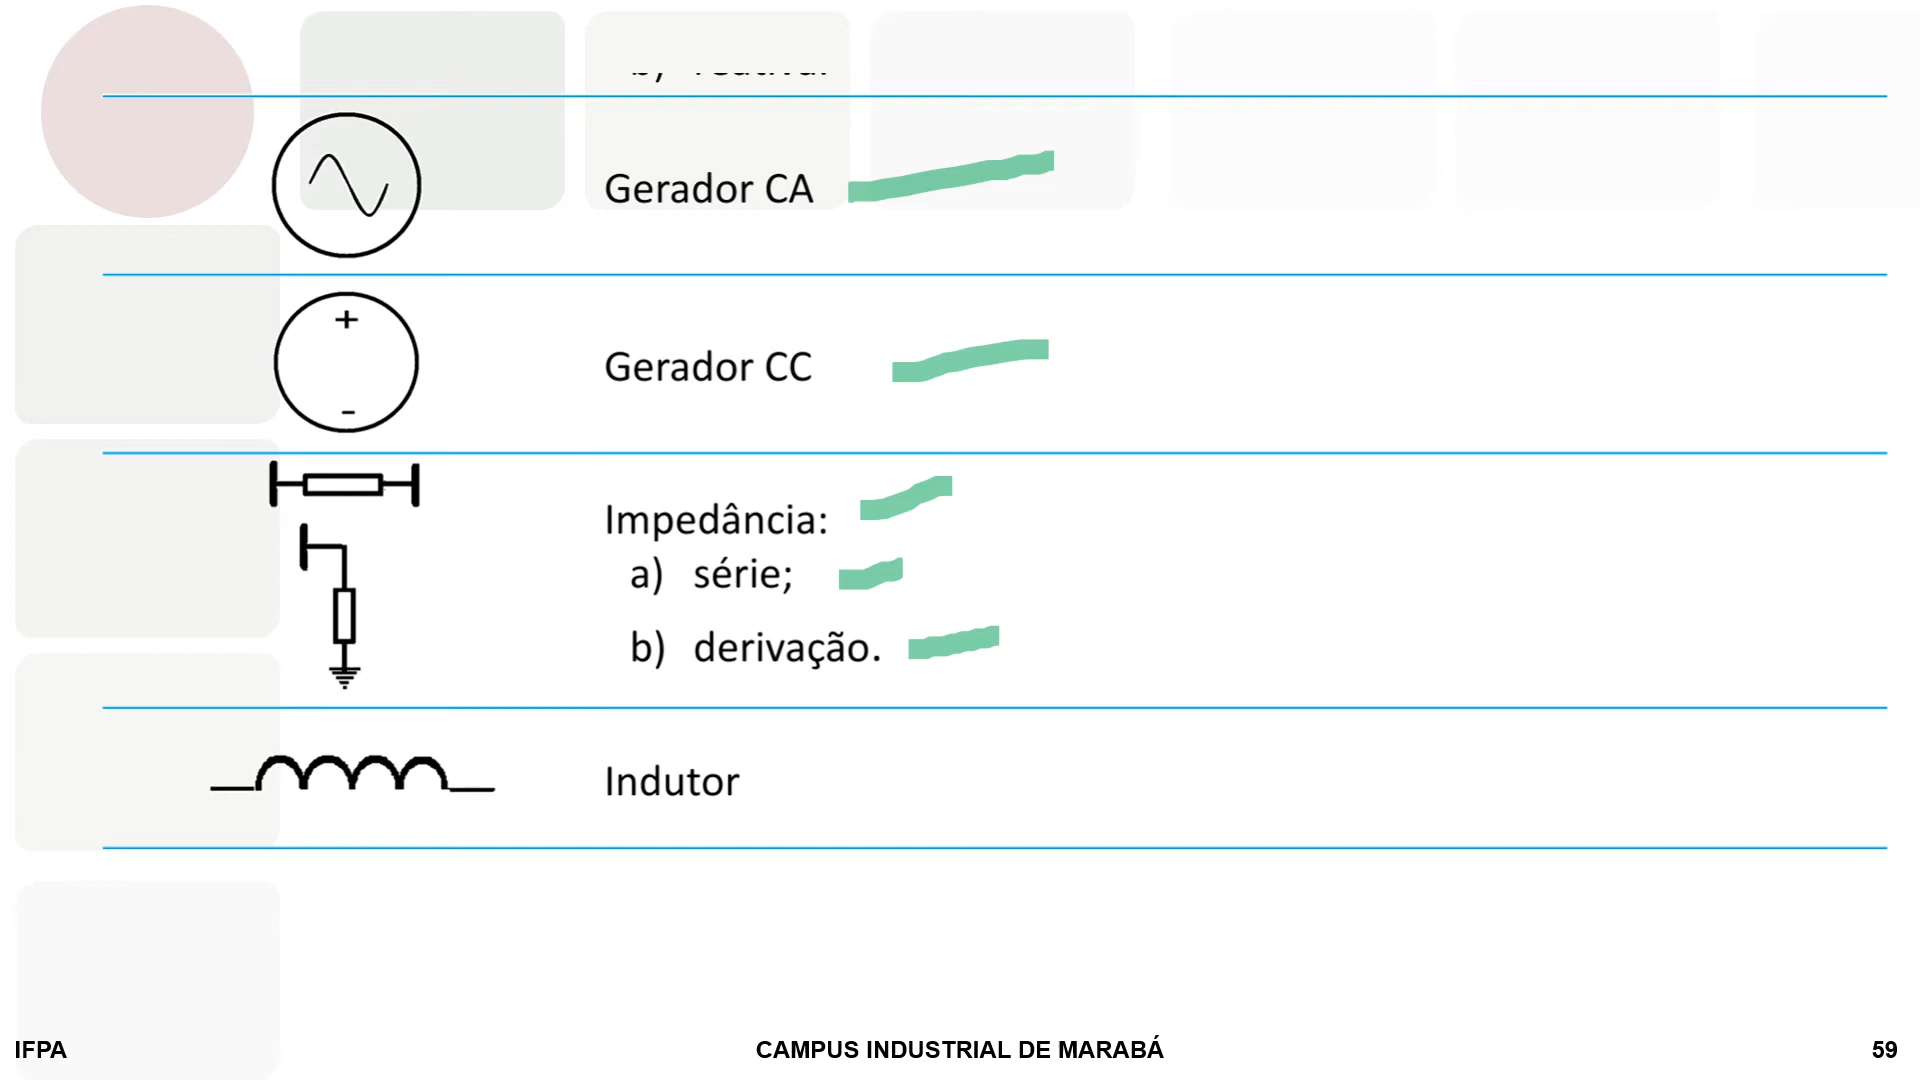 Gerador CA
+
Gerador CC
-
Impedância:
a) série;
b) derivação.
Indutor
IFPA CAMPUS INDUSTRIAL DE MARABÁ 59